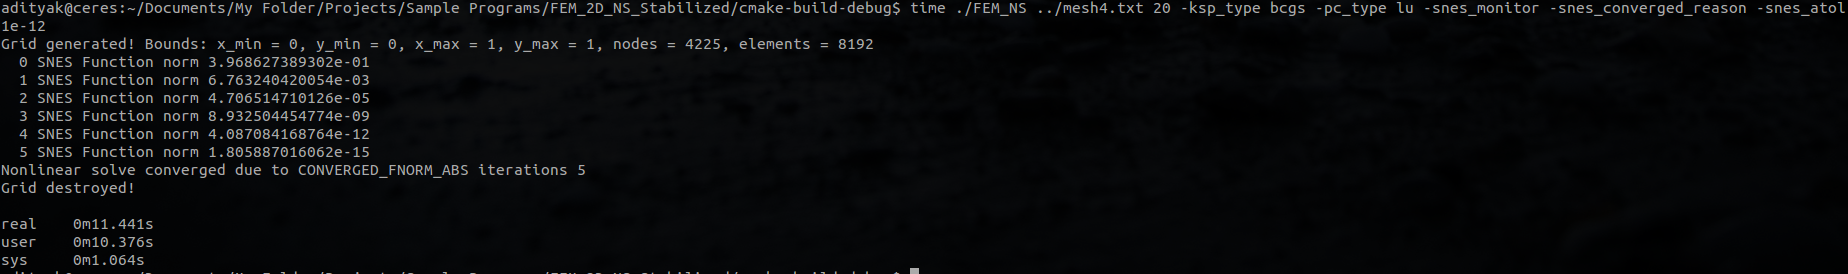 adityak@ceres:~/Documents/My Folder/Projects/Sample Programs/FEM_2D_NS_Stabilized/cmake-build-debug$ time ./FEM_NS ../mesh4.txt 20 -ksp_type bcgs -pc_type lu -snes_monitor -snes_converged_reason -snes_atol
1e-12
Grid generated! Bounds: x_min = 0, y_min = 0, x_max = 1, y_max = 1, nodes = 4225, elements = 8192
  0 SNES Function norm 3.968627389302e-01
  1 SNES Function norm 6.763240420054e-03
  2 SNES Function norm 4.706514710126e-05
  3 SNES Function norm 8.932504454774e-09
  4 SNES Function norm 4.087084168764e-12
  5 SNES Function norm 1.805887016062e-15
Nonlinear solve converged due to CONVERGED_FNORM_ABS iterations 5
Grid destroyed!
real    0m11.441s
user    0m10.376s
sys     0m1.064s